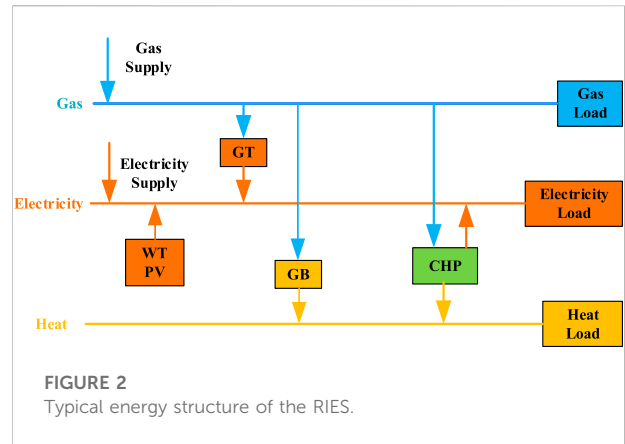 Gas
Supply
Gas
Gas
Load
GT
Electricity
Supply
Electricity
Electricity
Load
WT
PV
GB
CHP
Heat
Heat
Load
FIGURE 2
Typical energy structure of the RIES.